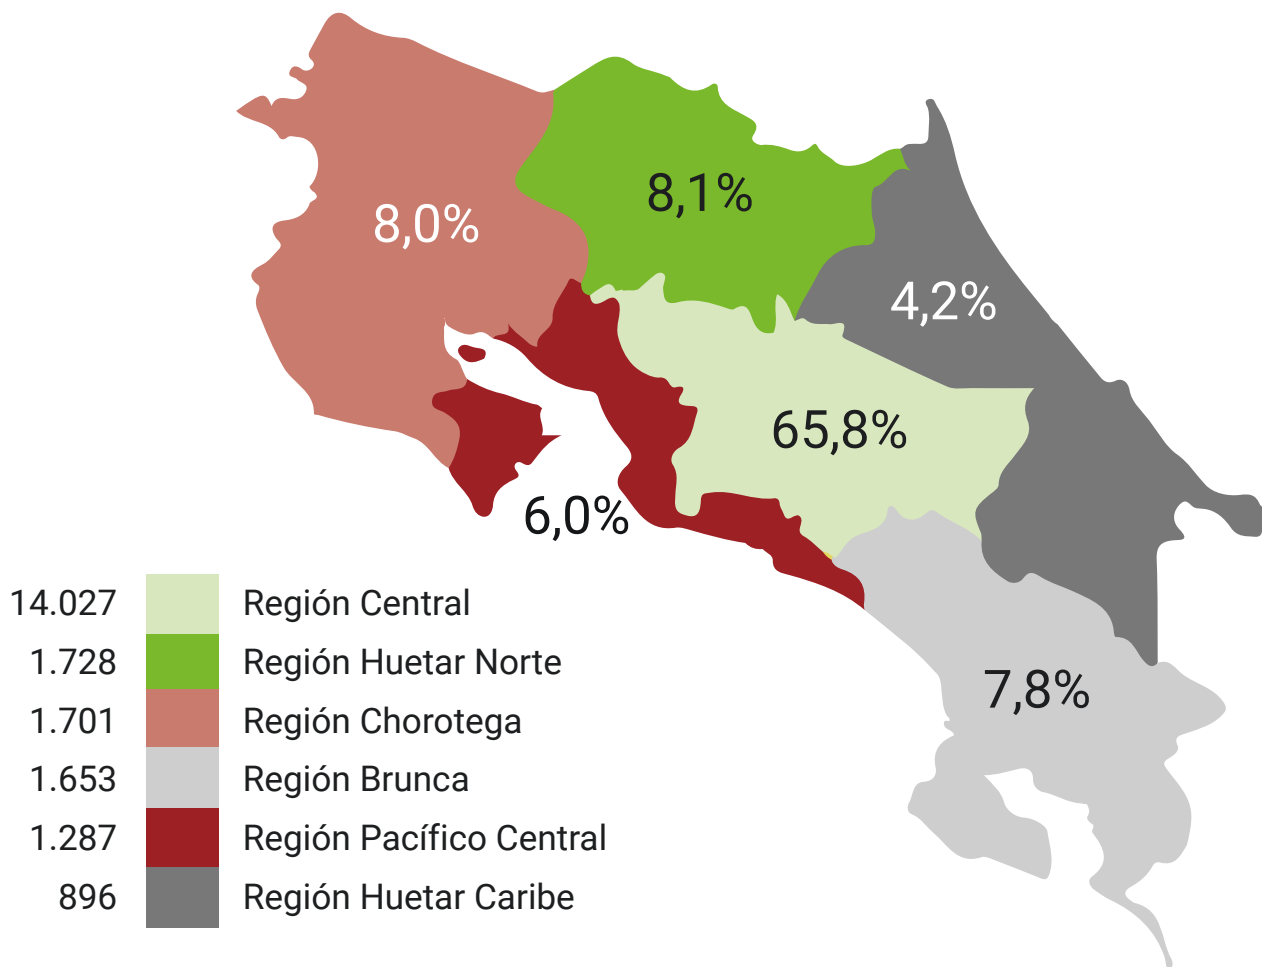 8,1%
8,0%
4,2%
65,8%
6,0%
7,8%
14.027 Región Central
1.728 Región Huetar Norte
1.701 Región Chorotega
1.653 Región Brunca
1.287 Región Pacífico Central
896 Región Huetar Caribe